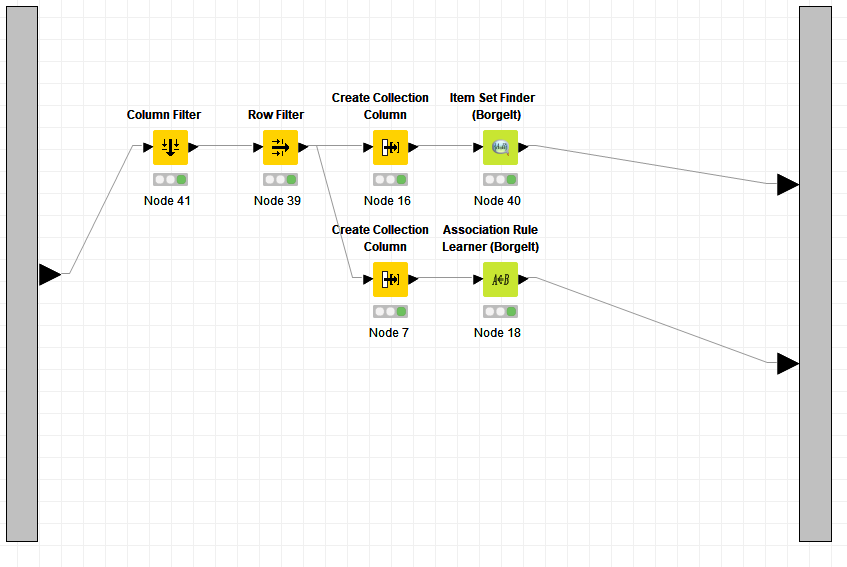 Column Filter
Node 41
Row Filter
Node 39
Create Collection
Column
Node 16
Item Set Finder
(Borgelt)
Node 40
Create Collection
Column
Node 7
Association Rule
Learner (Borgelt)
A B
Node 18